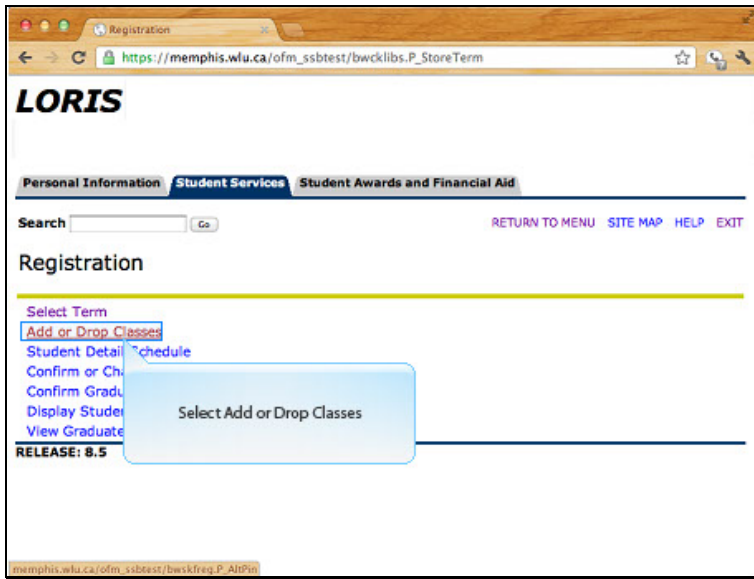 Registration
https://memphis.wlu.ca/ofm_ssbtest/bwcklibs.P_StoreTerm
LORIS
Personal Information Student Services Student Awards and Financial Aid
Search Go RETURN TO MENU SITE MAP HELP EXIT
Registration
Select Term
Add or Drop Classes
Student Detail Schedule
Confirm or Ch
Confirm Gradu
Display Stude
View Graduate
Select Add or Drop Classes
RELEASE: 8.5
memphis.wlu.ca/ofm_ssbtest/bwskfreg.P_AltPin